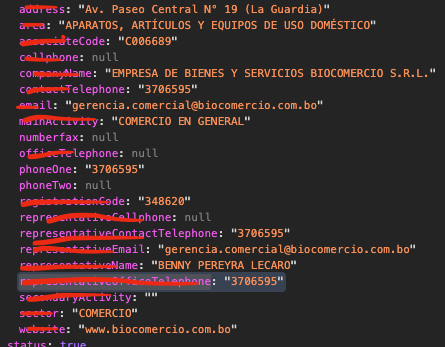 address: "Av. Paseo Central N° 19 (La Guardia)"
area: "APARATOS, ARTÍCULOS Y EQUIPOS DE USO DOMÉSTICO"
associateCode: "C006689"
cellphone: null
companyName: "EMPRESA DE BIENES Y SERVICIOS BIOCOMERCIO S.R.L."
contactTelephone: "3706595"
email: "gerencia.comercial@biocomercio.com.bo"
mainActivity: "COMERCIO EN GENERAL"
numberfax: null
officeTelephone: null
phoneOne: "3706595"
phoneTwo: null
registrationCode: "348620"
representativeCellphone: null
representativeContactTelephone: "3706595"
representativeEmail: "gerencia.comercial@biocomercio.com.bo"
representativeName: "BENNY PEREYRA LECARO"
representativeOfficeTelephone: "3706595"
secondaryActivity: ""
sector: "COMERCIO"
website: "www.biocomercio.com.bo"
status: true